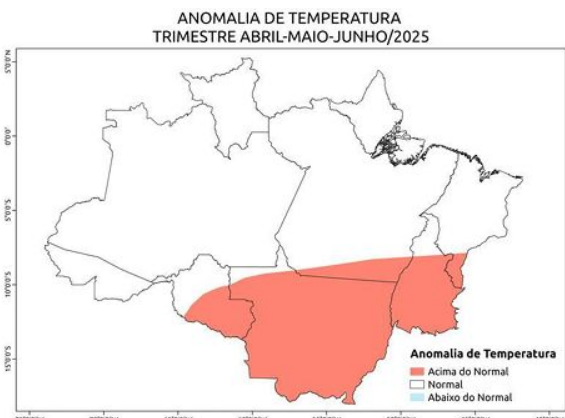 ANOMALIA DE TEMPERATURA
TRIMESTRE ABRIL-MAIO-JUNHO/2025
5°0'0"N
0°0'0"
5°0'0"S
10°0'0"S
15°0'0"S
Anomalia de Temperatura
Acima do Normal
Normal
Abaixo do Normal